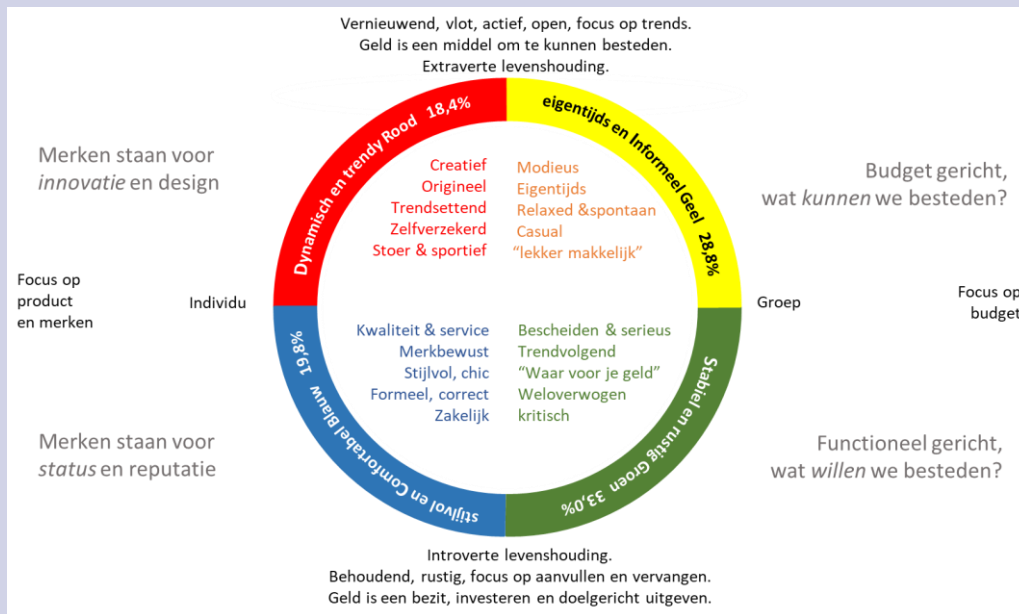 Vernieuwend, vlot, actief, open, focus op trends.
Geld is een middel om te kunnen besteden.
Extraverte levenshouding.
Dynamisch en trendy Rood 18,4%
eigentijds en Informeel Geel 28,8%
Merken staan voor
innovatie en design
Creatief
Origineel
Trendsettend
Zelfverzekerd
Stoer & sportief
Modieus
Eigentijds
Relaxed &spontaan
Casual
“lekker makkelijk”
Budget gericht,
wat kunnen we besteden?
Focus op
product
en merken
Individu
Groep
Focus op
budget
Kwaliteit & service
Merkbewust
Stijlvol, chic
Formeel, correct
Zakelijk
Bescheiden & serieus
Trendvolgend
“Waar voor je geld”
Weloverwogen
kritisch
Merken staan voor
status en reputatie
Functioneel gericht,
wat willen we besteden?
stijlvol en Comfortabel Blauw 19,8%
Stabiel en rustig Groen 33,0%
Introverte levenshouding.
Behoudend, rustig, focus op aanvullen en vervangen.
Geld is een bezit, investeren en doelgericht uitgeven.